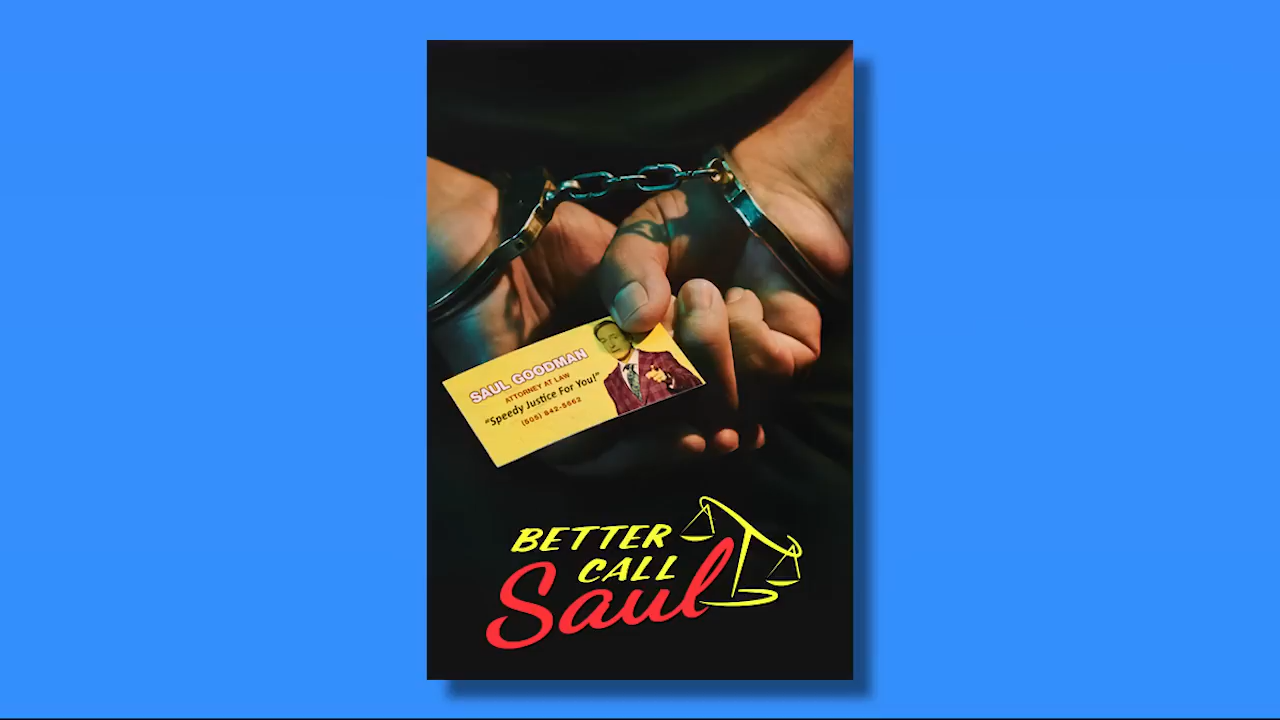 SAUL GOODMAN
ATTORNEY AT LAW
"Speedy Justice For You!"
(505) 842-5662
BETTER
CALL
Saul